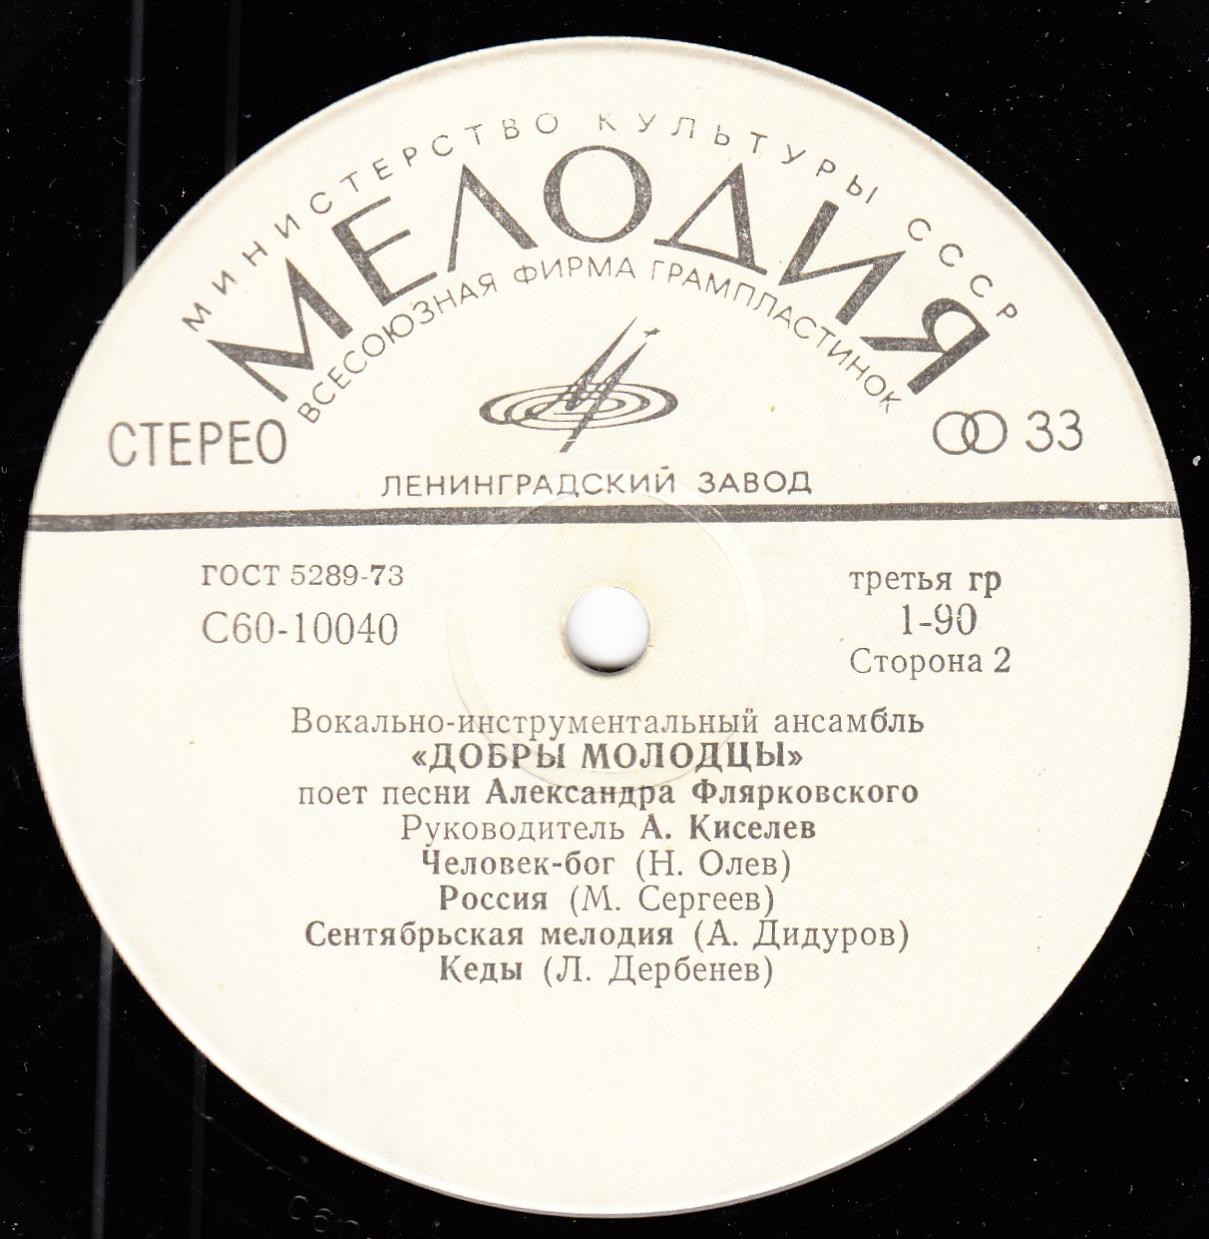 МИНИСТЕРСТВО КУЛЬТУРЫ СССР
МЕЛОДИЯ
ВСЕСОЮЗНАЯ ФИРМА ГРАМПЛАСТИНОК
СТЕРЕО
33
ЛЕНИНГРАДСКИЙ ЗАВОД
ГОСТ 5289-73
С60-10040
третья гр
1-90
Сторона 2
Вокально-инструментальный ансамбль
«ДОБРЫ МОЛОДЦЫ»
поет песни Александра Флярковского
Руководитель А. Киселев
Человек-бог (Н. Олев)
Россия (М. Сергеев)
Сентябрьская мелодия (А. Дидуров)
Кеды (Л. Дербенев)